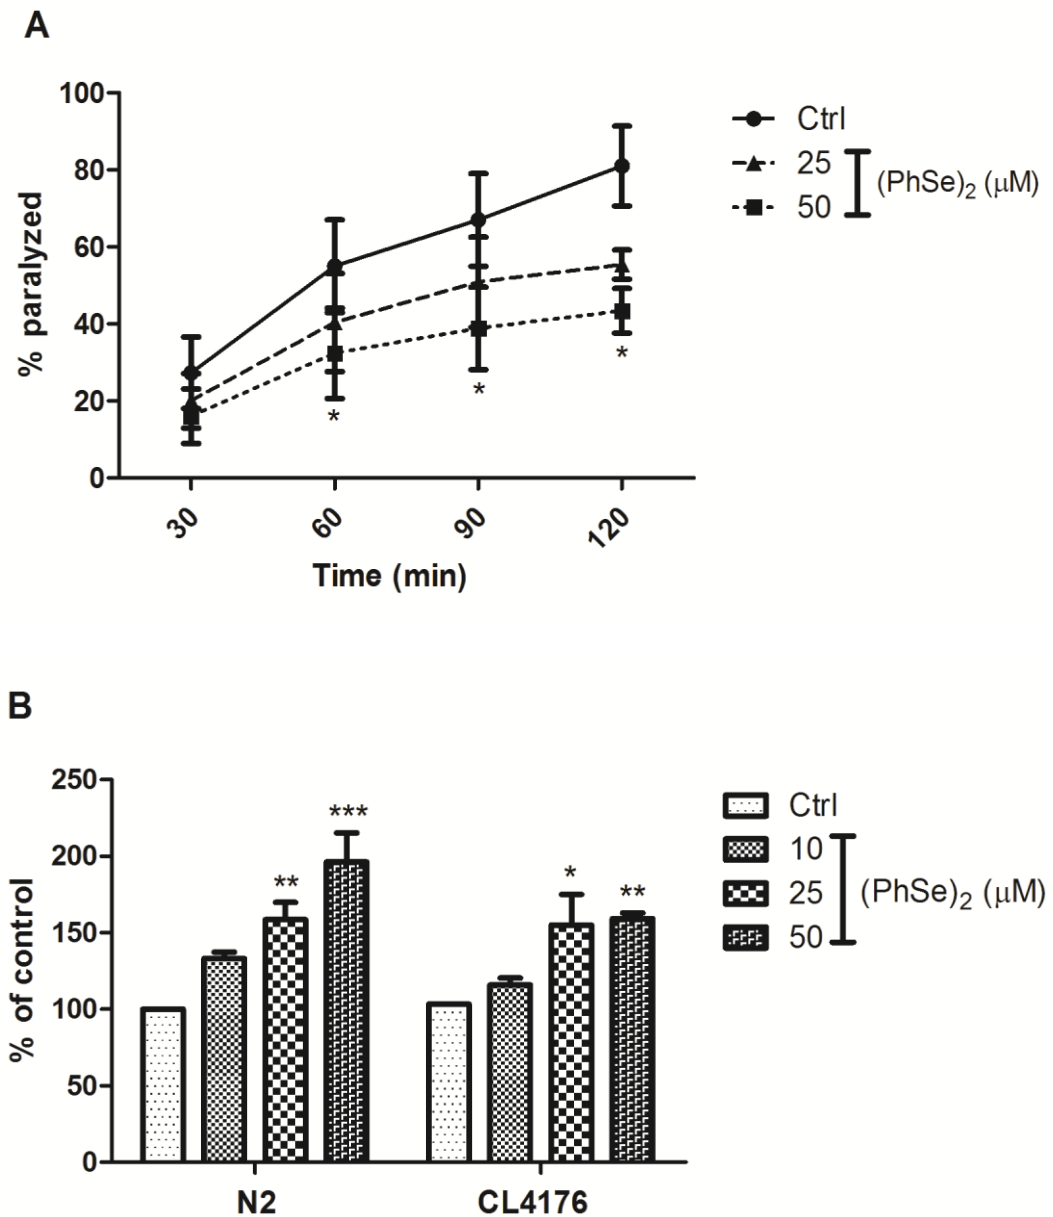 A
100
80
60
40
20
0
% paralyzed
30
60
90
120
Time (min)
Ctrl
25
50
(PhSe)2 (μM)
*
*
*
B
250
200
150
100
50
0
% of control
**
***
*
**
N2
CL4176
Ctrl
10
25
50
(PhSe)2 (μM)